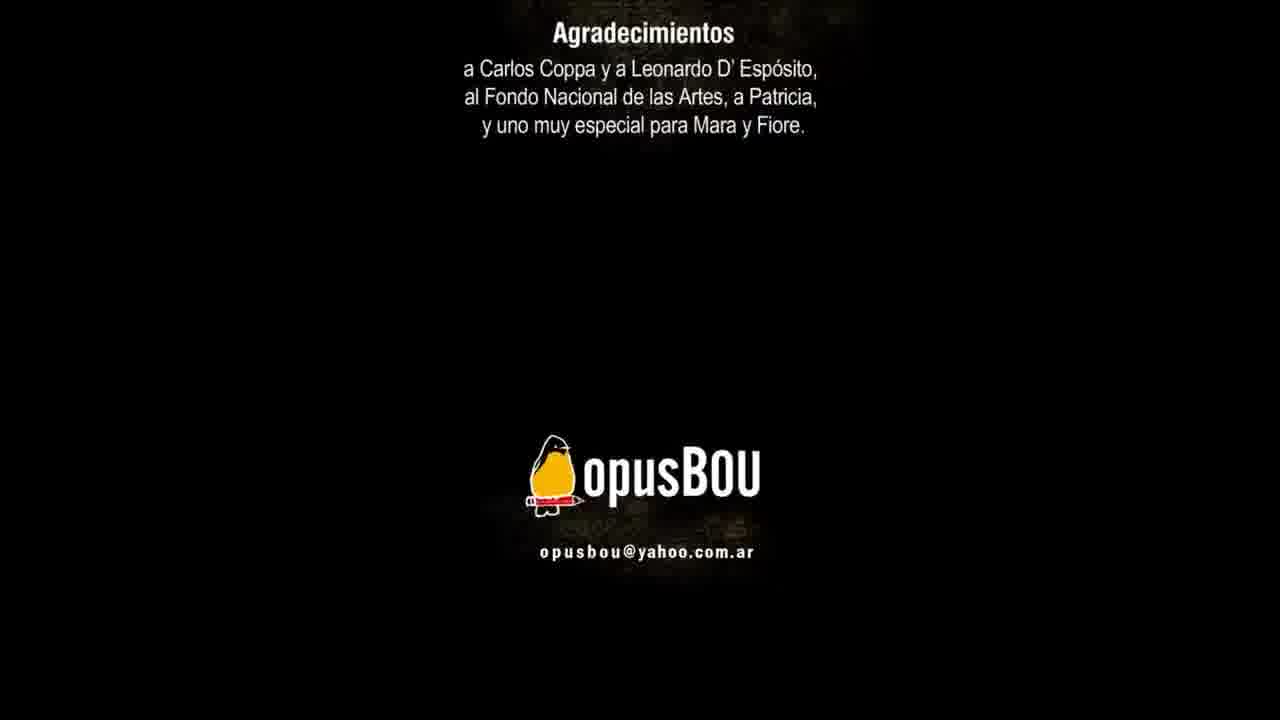 Agradecimientos
a Carlos Coppa y a Leonardo D' Espósito,
al Fondo Nacional de las Artes, a Patricia,
y uno muy especial para Mara y Fiore.
opusBOU
opusbou@yahoo.com.ar